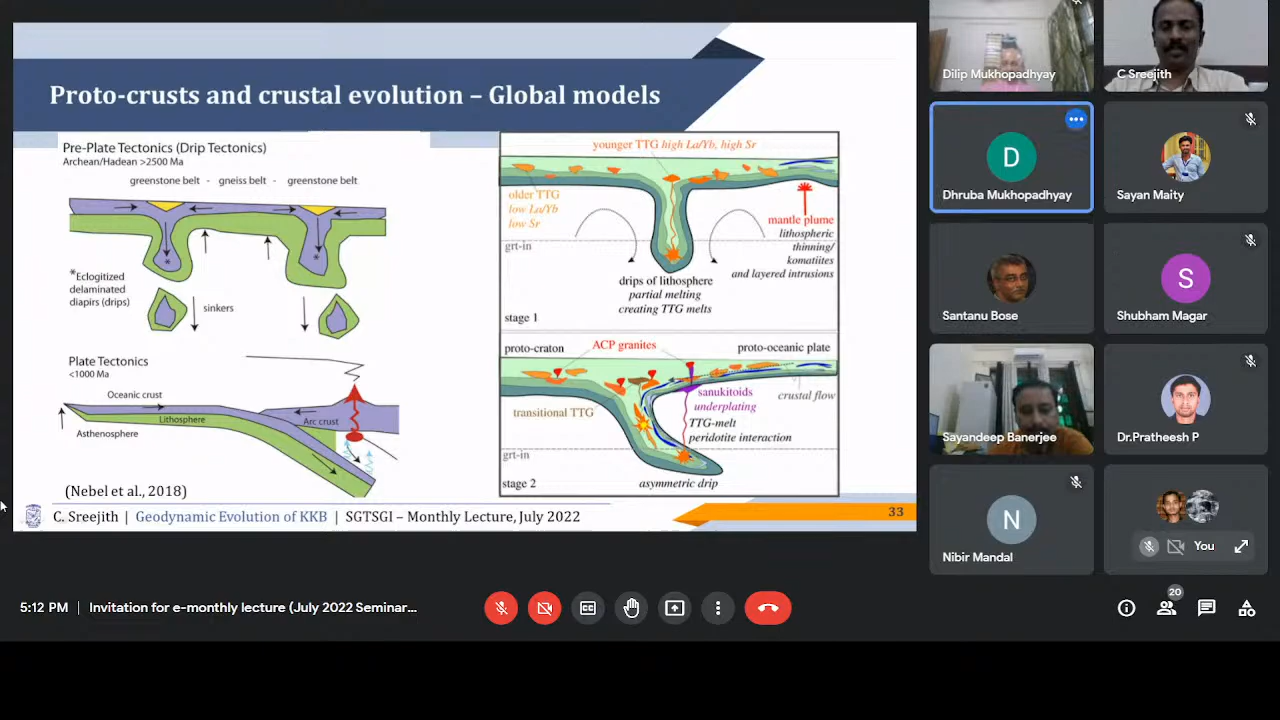 Proto-crusts and crustal evolution – Global models
Pre-Plate Tectonics (Drip Tectonics)
Archean/Hadean >2500 Ma
greenstone belt - gneiss belt - greenstone belt
*
*
*Eclogitized
delaminated
diapirs (drips)
sinkers
Plate Tectonics
<1000 Ma
Oceanic crust
Lithosphere
Arc crust
Asthenosphere
(Nebel et al., 2018)
younger TTG high La/Yb, high Sr
older TTG
low La/Yb
low Sr
grt-in
mantle plume
lithospheric
thinning/
komatiites
and layered intrusions
drips of lithosphere
partial melting
creating TTG melts
stage 1
proto-craton
ACP granites
proto-oceanic plate
sanukitoids
underplating
crustal flow
transitional TTG
TTG-melt
peridotite interaction
grt-in
stage 2
asymmetric drip
C. Sreejith | Geodynamic Evolution of KKB | SGTSGI – Monthly Lecture, July 2022
33
Dilip Mukhopadhyay
C Sreejith
D
Dhruba Mukhopadhyay
Sayan Maity
Santanu Bose
S
Shubham Magar
Sayandeep Banerjee
Dr.Pratheesh P
N
Nibir Mandal
You
5:12 PM | Invitation for e-monthly lecture (July 2022 Seminar...
CC
20